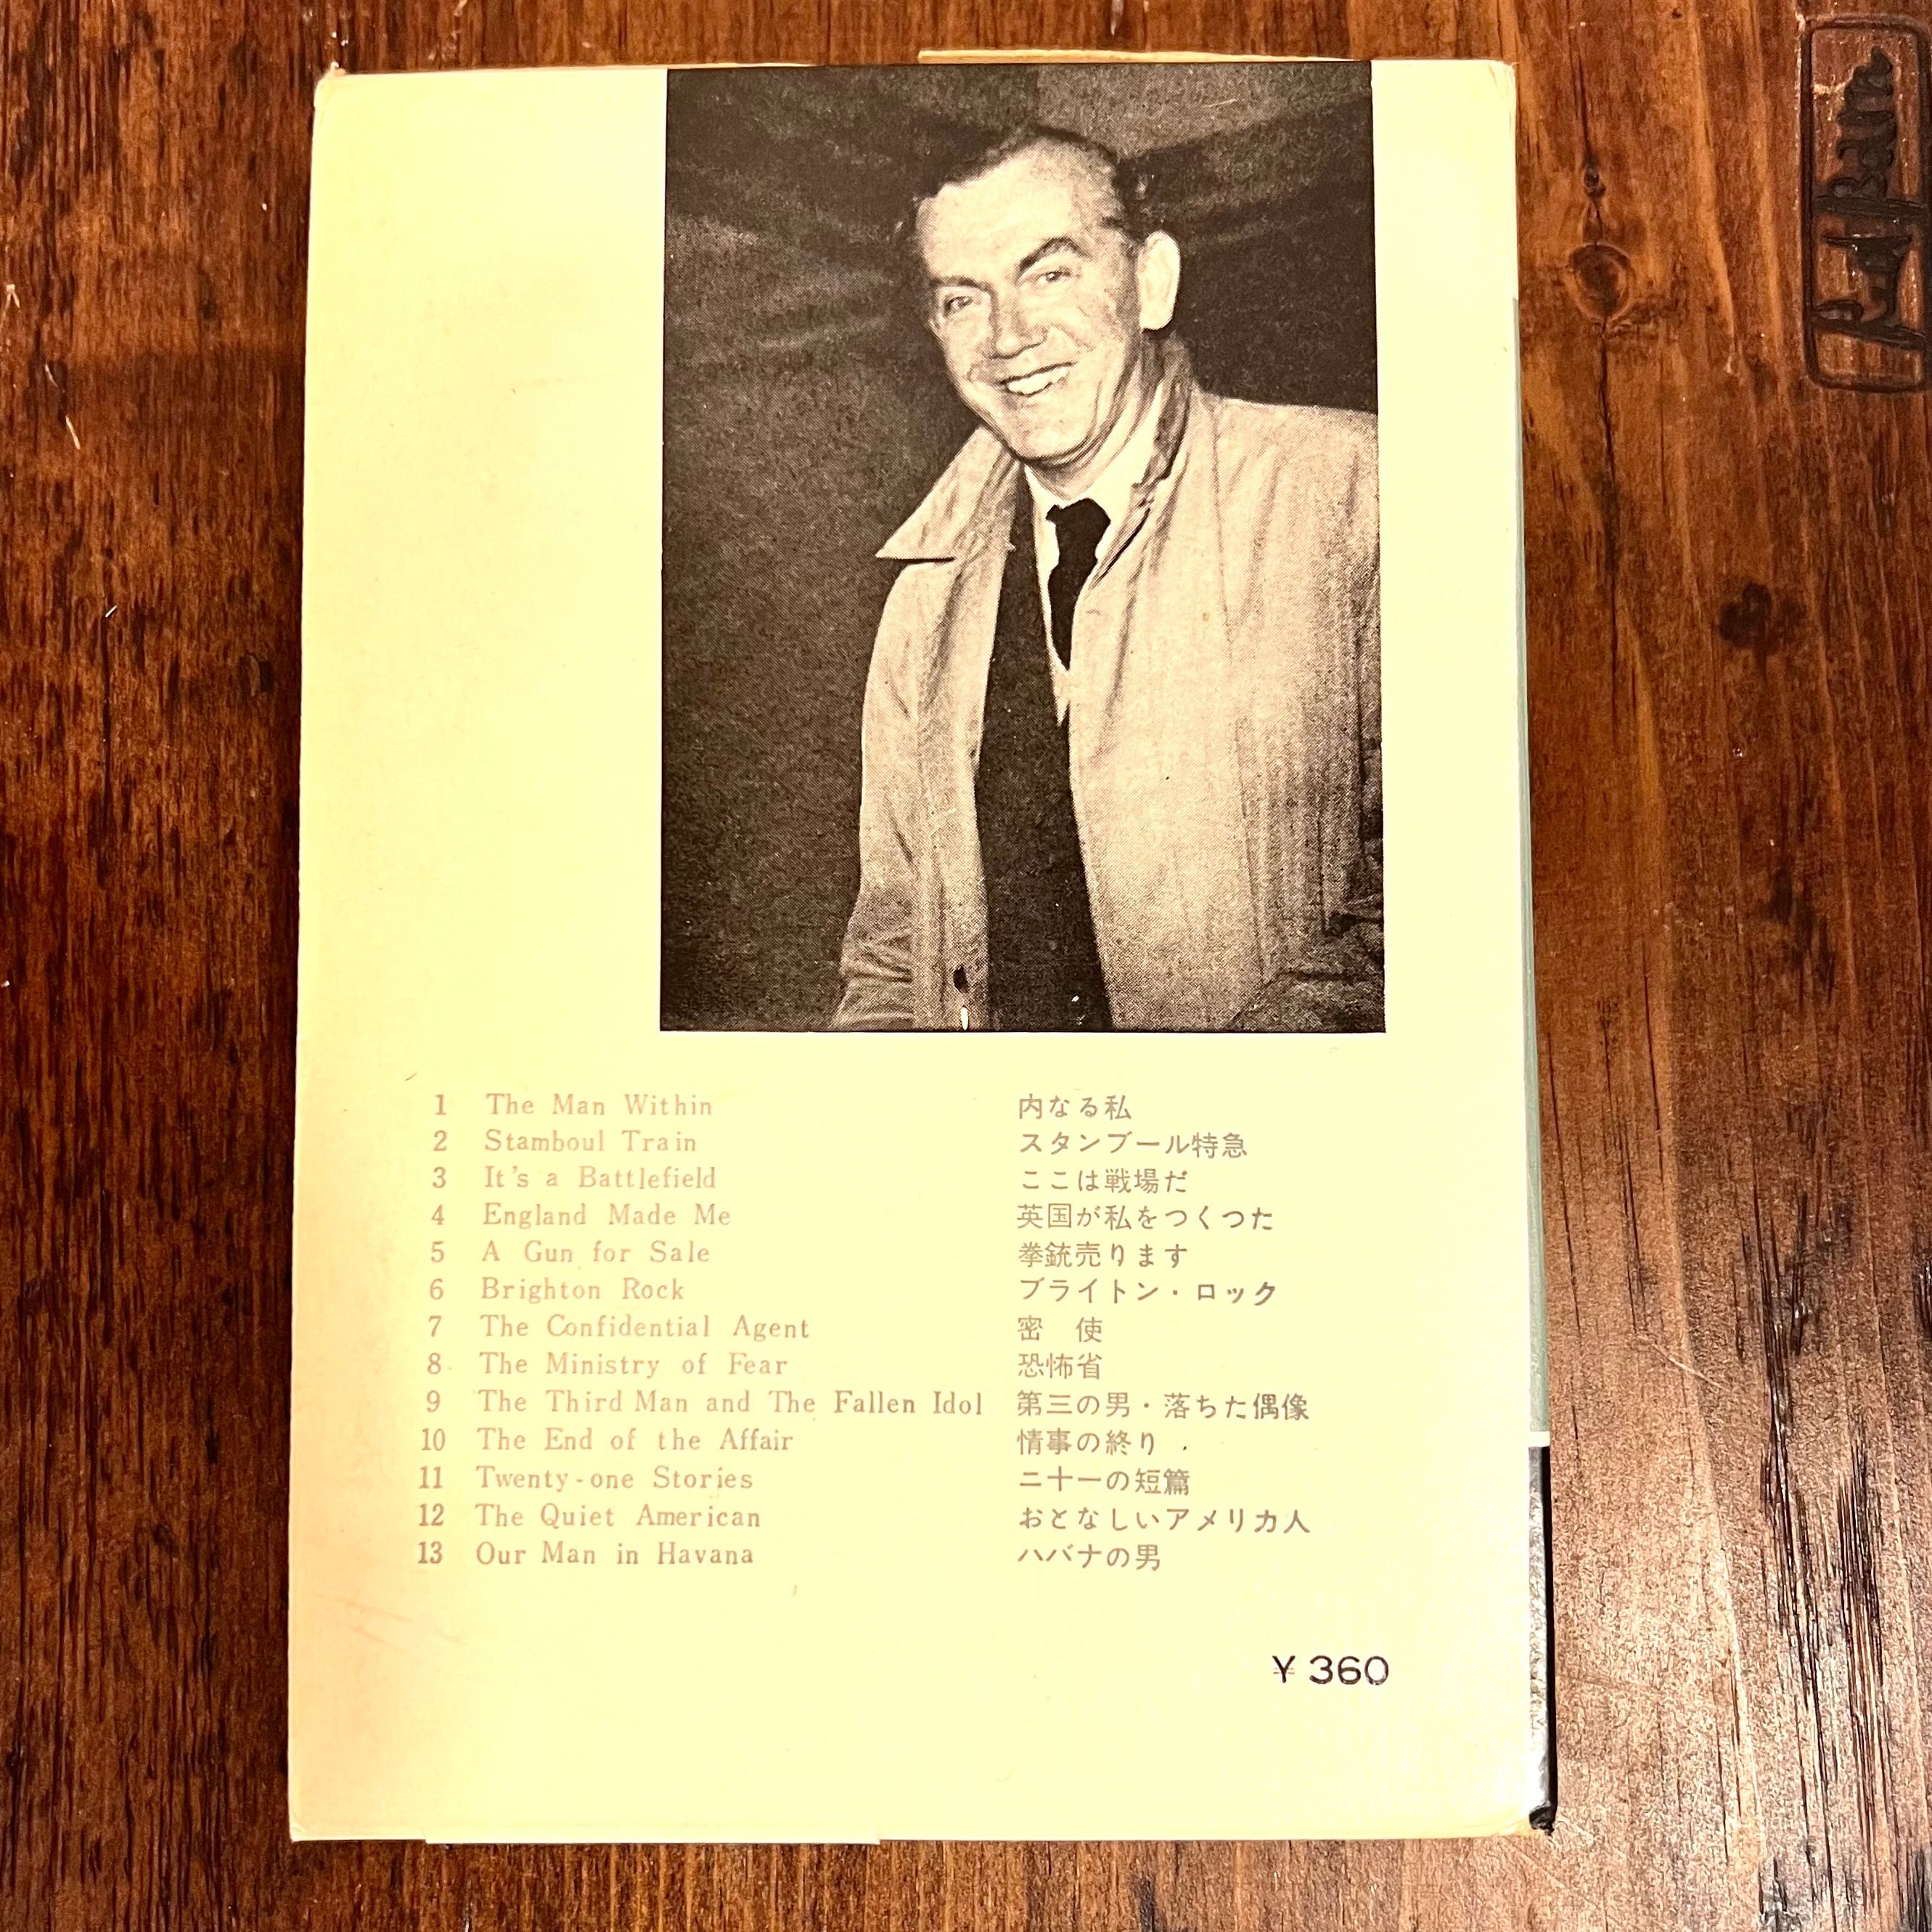 1 The Man Within 内なる私
2 Stamboul Train スタンブール特急
3 It's a Battlefield ここは戦場だ
4 England Made Me 英国が私をつくつた
5 A Gun for Sale 拳銃売ります
6 Brighton Rock ブライトン・ロック
7 The Confidential Agent 密 使
8 The Ministry of Fear 恐怖省
9 The Third Man and The Fallen Idol 第三の男・落ちた偶像
10 The End of the Affair 情事の終り
11 Twenty-one Stories 二十一の短篇
12 The Quiet American おとなしいアメリカ人
13 Our Man in Havana ハバナの男
¥360